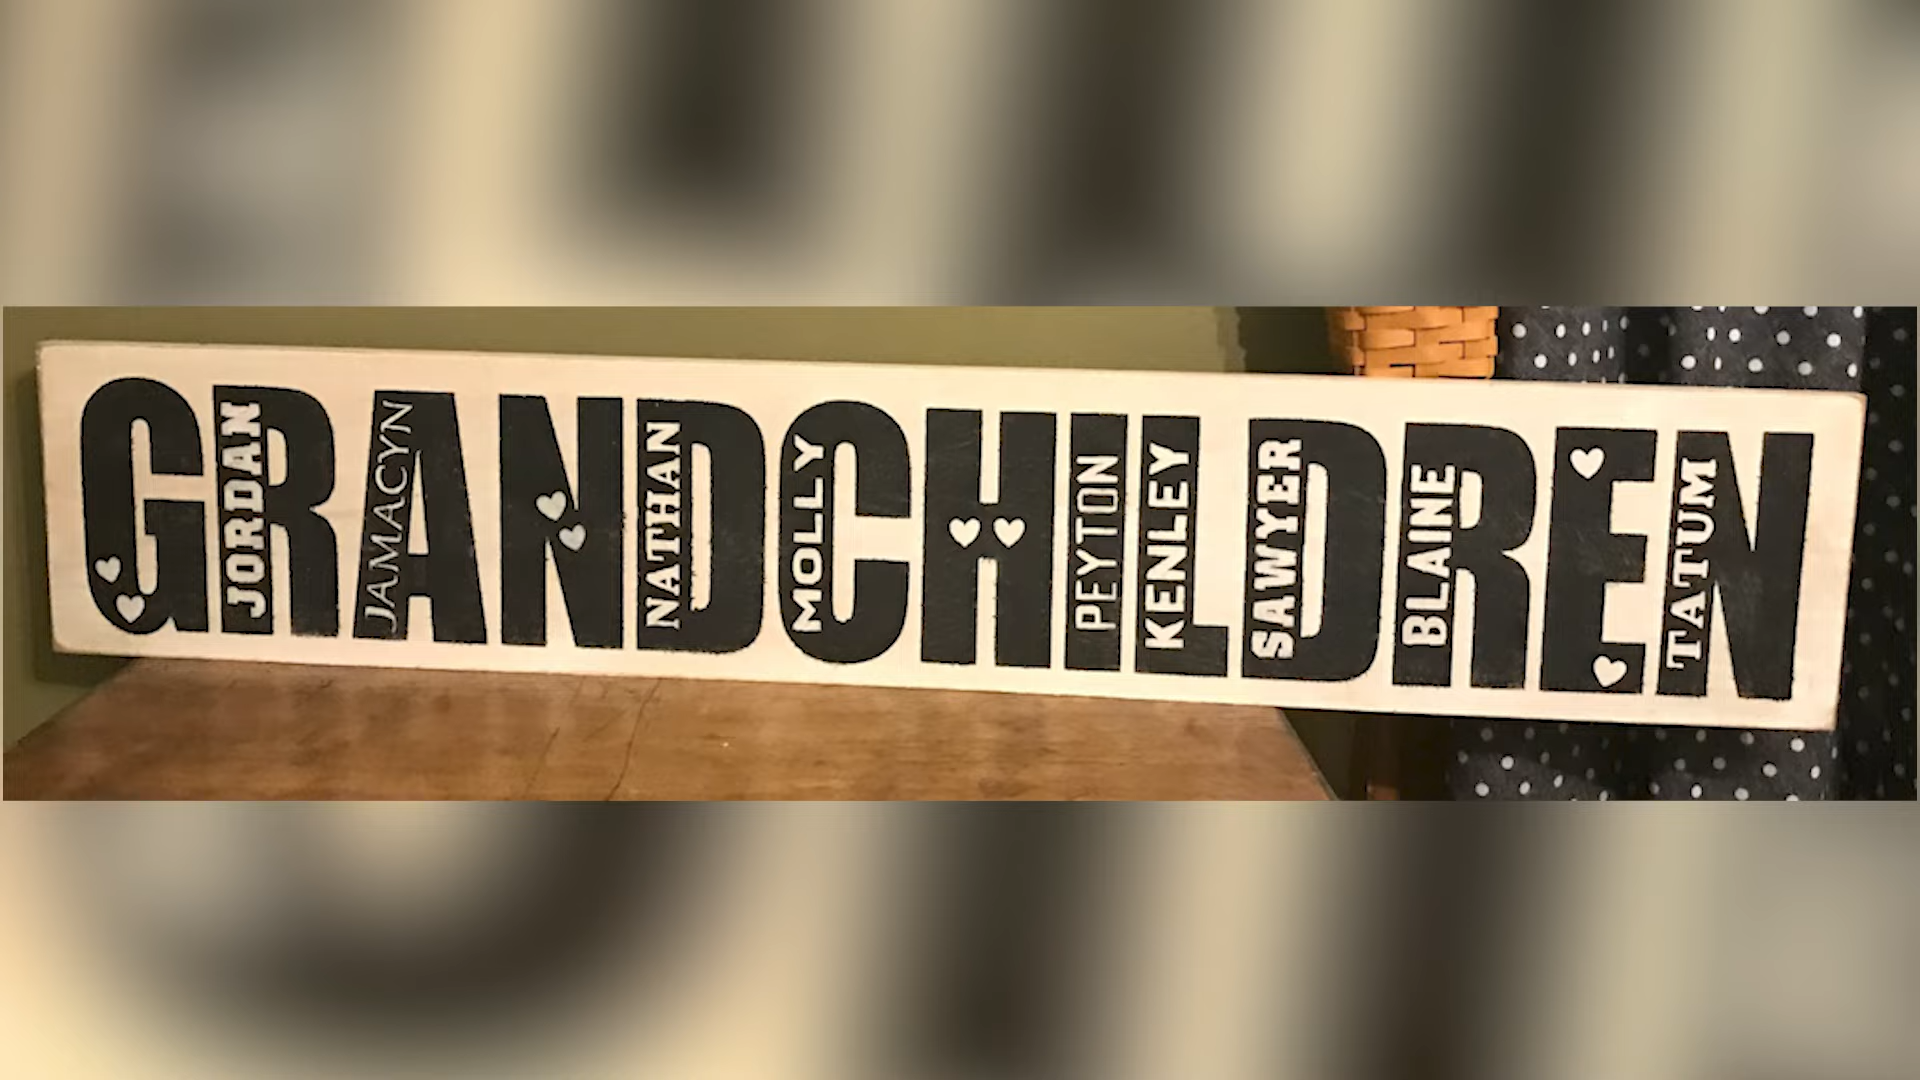 GRANDCHILDREN
JORDAN
JAMACYN
NATHAN
MOLLY
PEYTON
KENLEY
SAWYER
BLAINE
TATUM